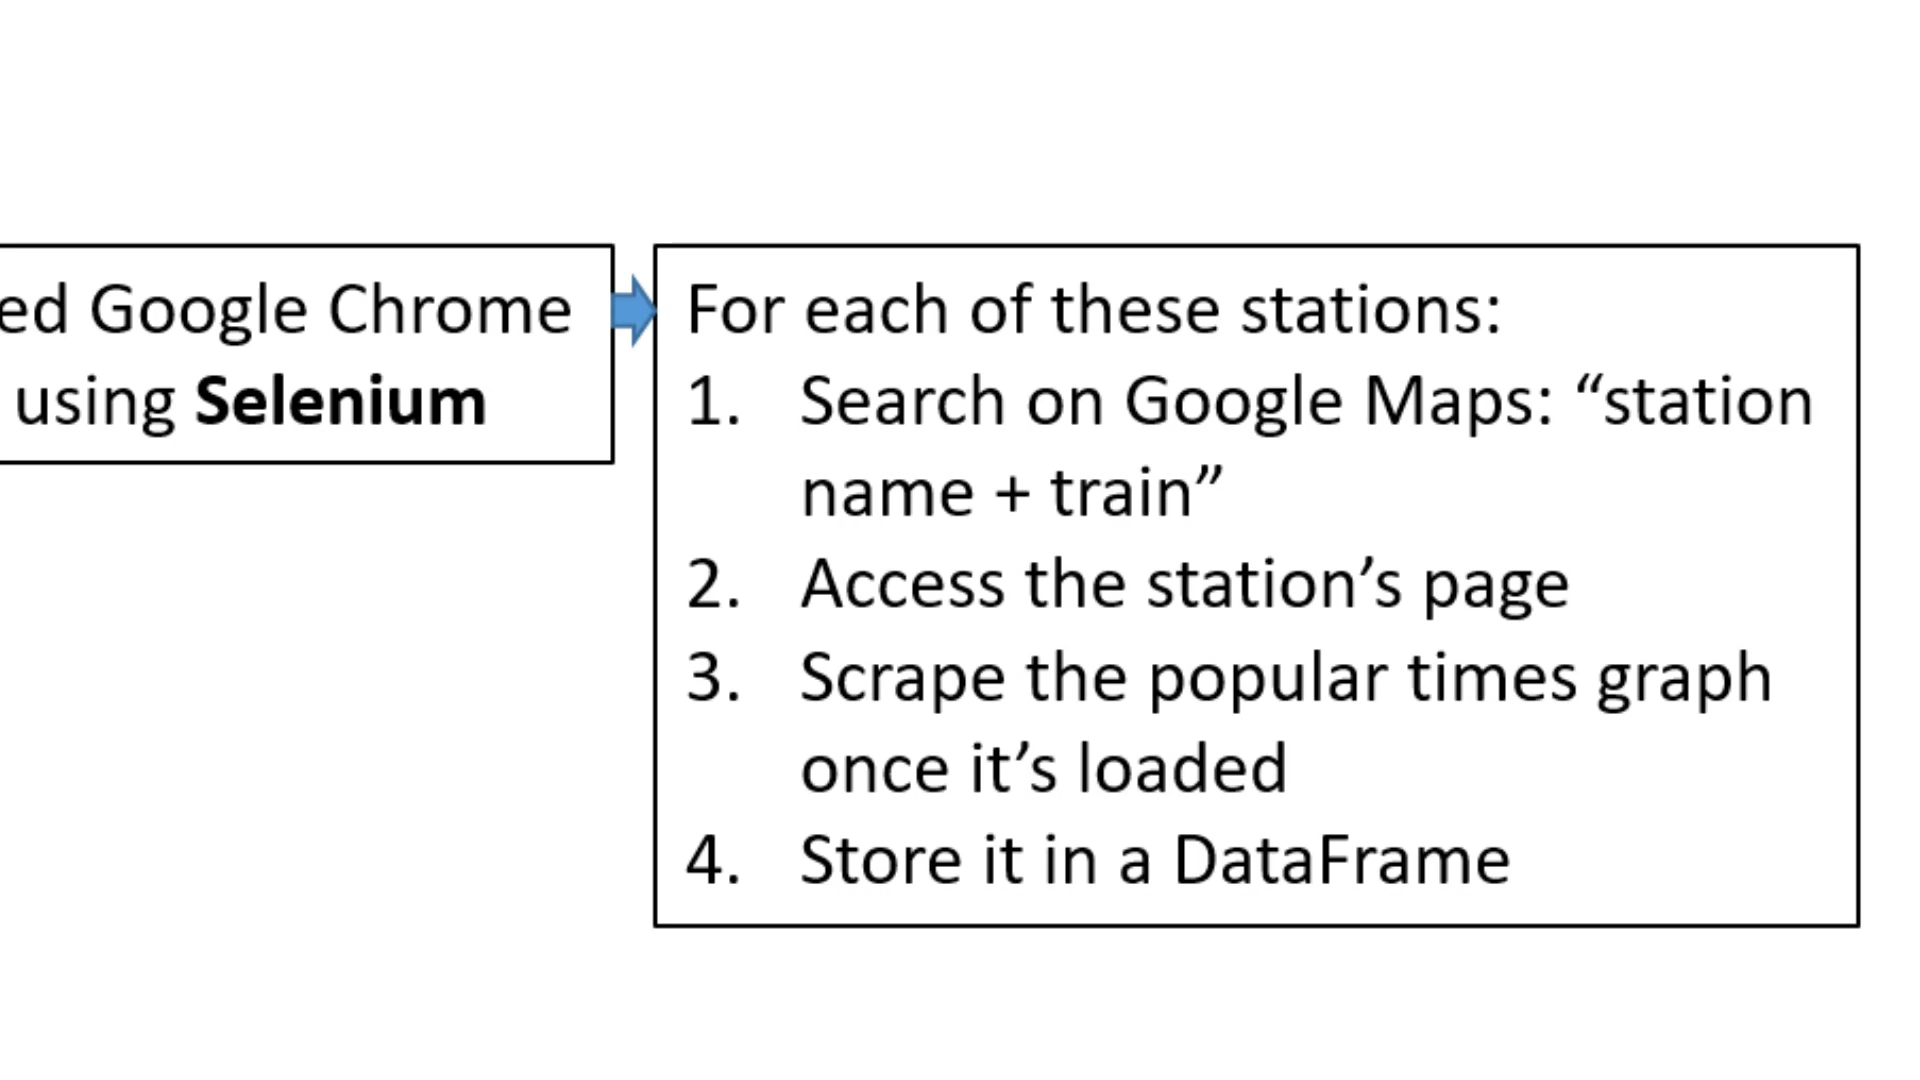 ed Google Chrome
using Selenium
For each of these stations:
1. Search on Google Maps: “station
name + train”
2. Access the station’s page
3. Scrape the popular times graph
once it’s loaded
4. Store it in a DataFrame